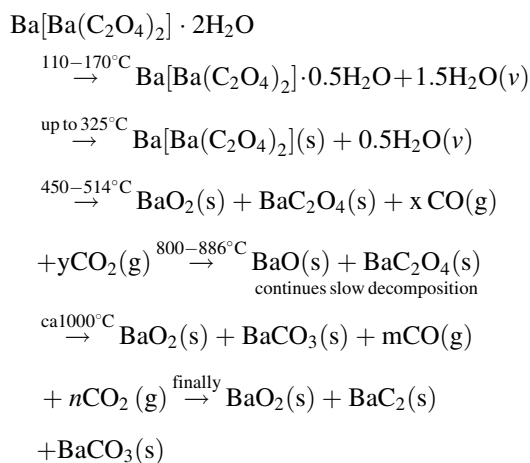 Ba[Ba(C₂O₄)₂] · 2H₂O
110−170°C → Ba[Ba(C₂O₄)₂]·0.5H₂O+1.5H₂O(v)
up to 325°C → Ba[Ba(C₂O₄)₂](s) + 0.5H₂O(v)
450−514°C → BaO₂(s) + BaC₂O₄(s) + x CO(g)
+yCO₂(g) 800−886°C → BaO(s) + BaC₂O₄(s)
continues slow decomposition
ca1000°C → BaO₂(s) + BaCO₃(s) + mCO(g)
+ nCO₂ (g) finally → BaO₂(s) + BaC₂(s)
+BaCO₃(s)